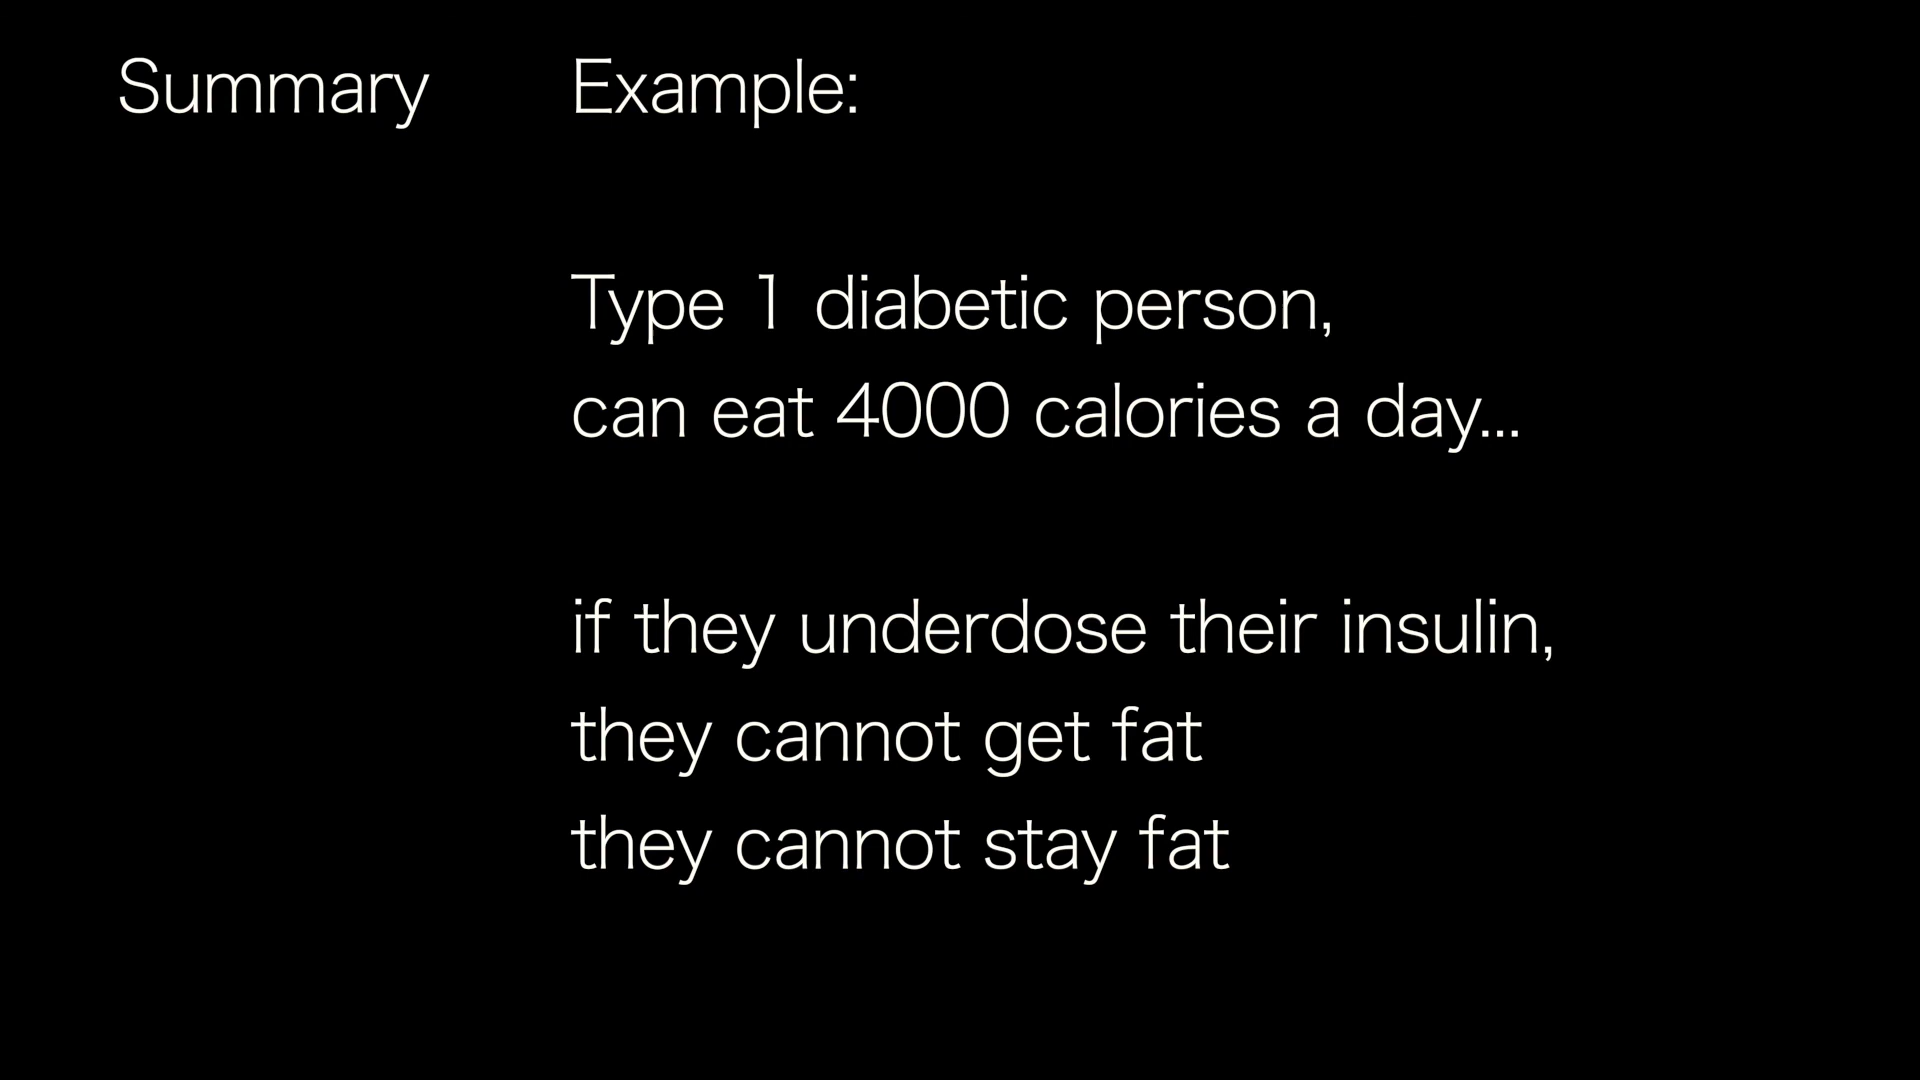 Summary
Example:
Type 1 diabetic person,
can eat 4000 calories a day...
if they underdose their insulin,
they cannot get fat
they cannot stay fat